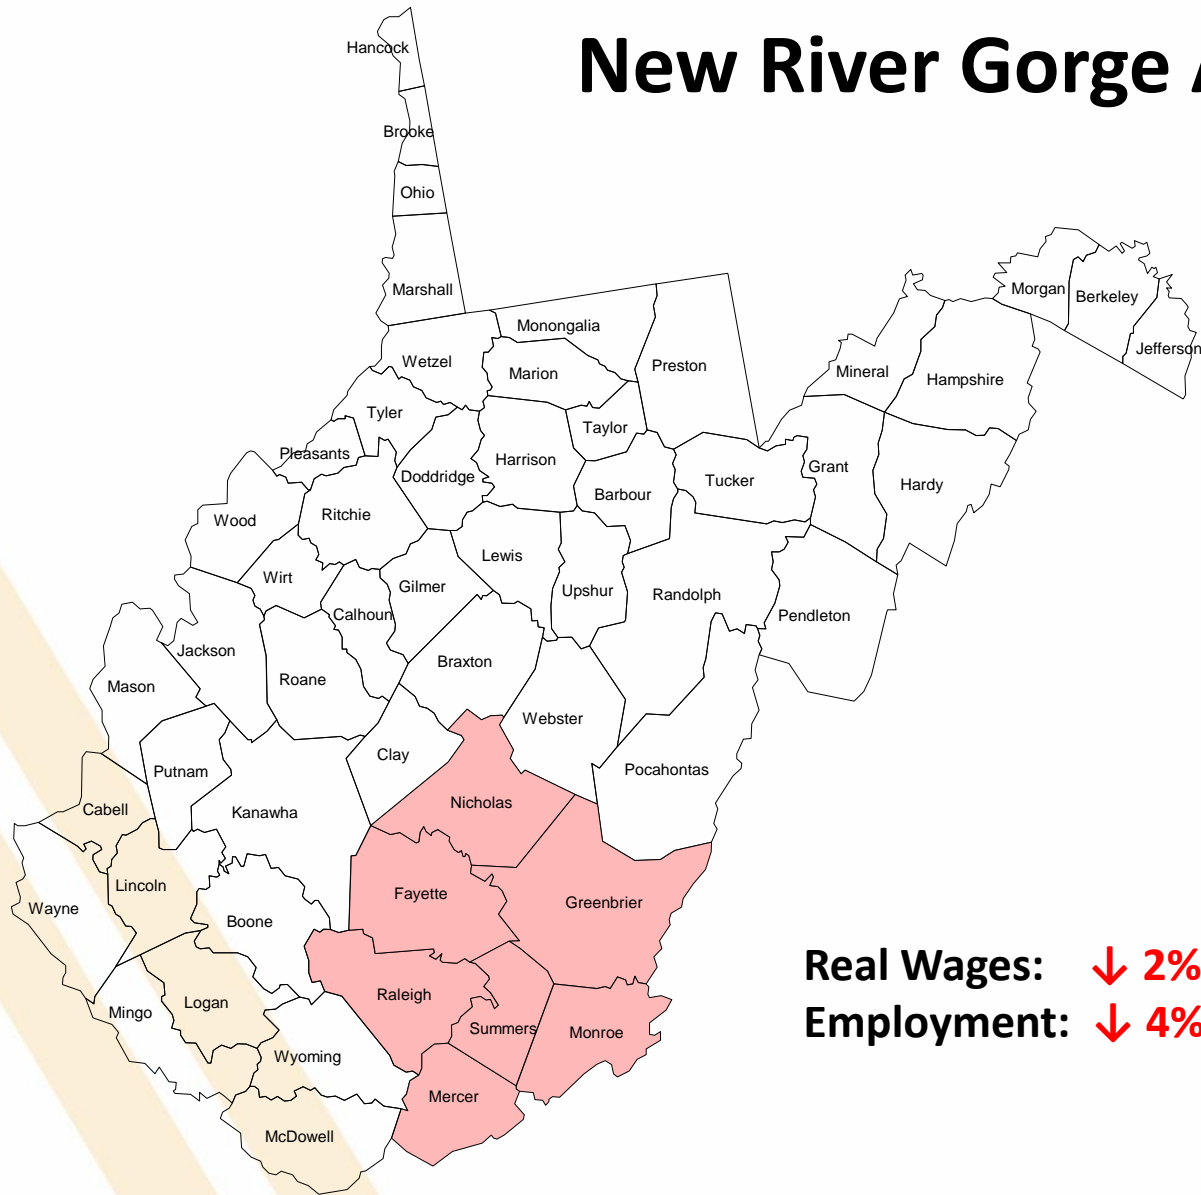 New River Gorge A
Hancock
Brooke
Ohio
Marshall
Morgan
Berkeley
Jefferson
Monongalia
Wetzel
Marion
Preston
Mineral
Hampshire
Tyler
Taylor
Pleasants
Harrison
Grant
Doddridge
Tucker
Hardy
Barbour
Ritchie
Wood
Lewis
Wirt
Gilmer
Upshur
Randolph
Calhoun
Pendleton
Jackson
Braxton
Roane
Mason
Webster
Clay
Pocahontas
Putnam
Nicholas
Cabell
Kanawha
Lincoln
Fayette
Greenbrier
Wayne
Boone
Real Wages: ↓ 2%
Raleigh
Logan
Mingo
Employment: ↓ 4%
Summers
Monroe
Wyoming
Mercer
McDowell